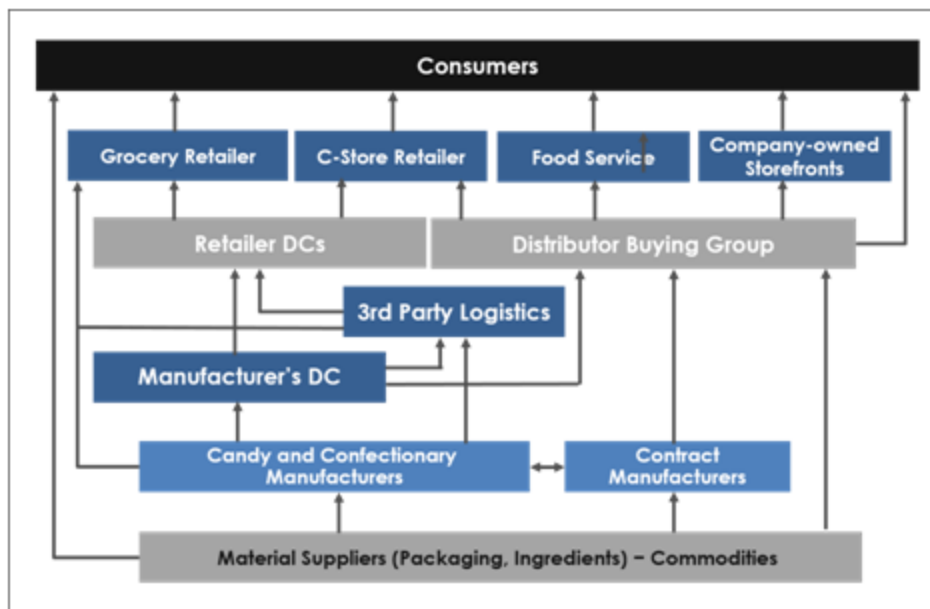 Consumers
Grocery Retailer
C-Store Retailer
Food Service
Company-owned
Storefronts
Retailer DCs
Distributor Buying Group
3rd Party Logistics
Manufacturer's DC
Candy and Confectionary
Manufacturers
Contract
Manufacturers
Material Suppliers (Packaging, Ingredients) – Commodities